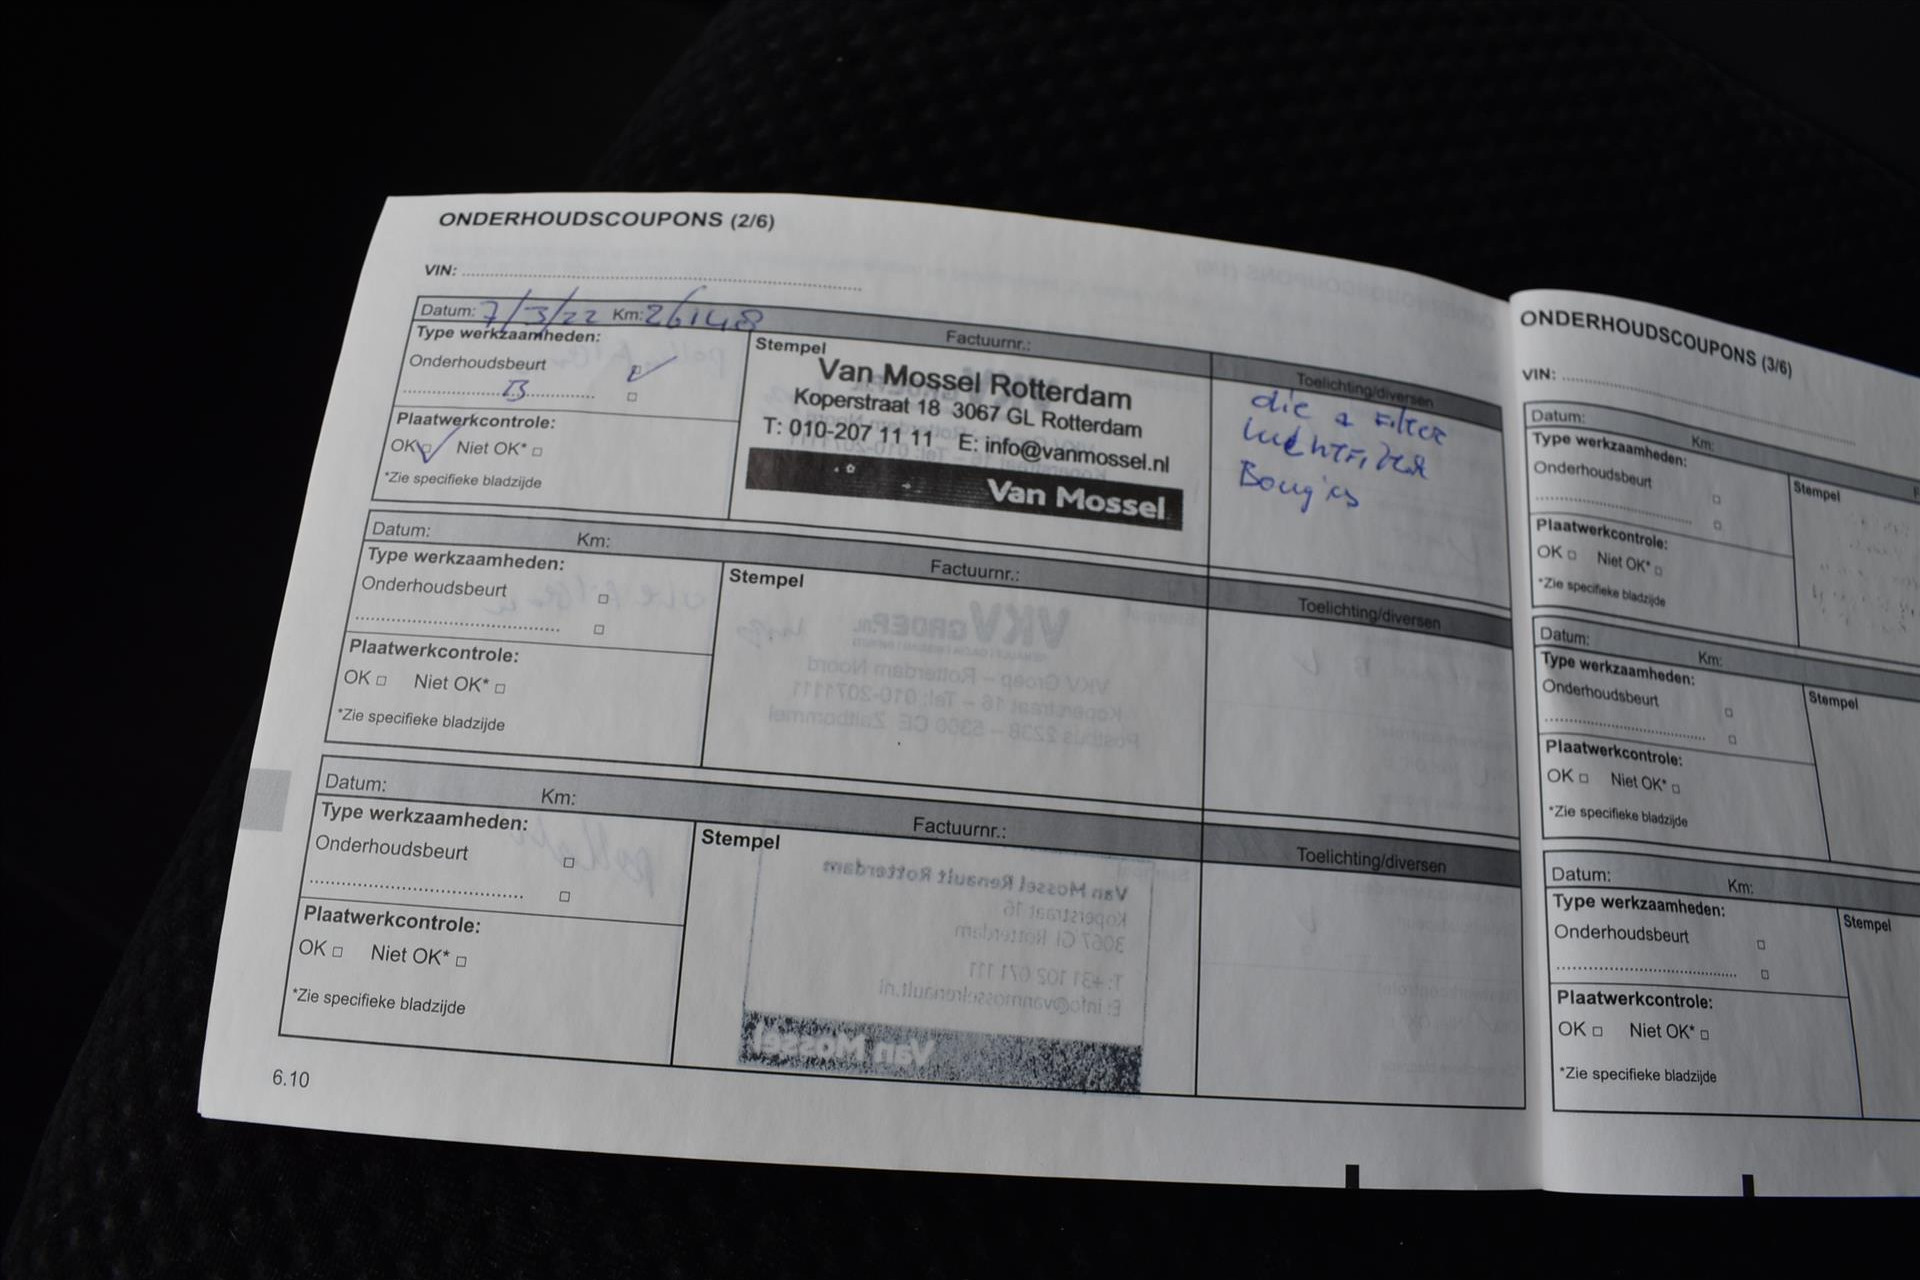 ONDERHOUDSCOUPONS (2/6)
VIN:
Datum: 7/3/22 Km: 26148
Factuurnr.:
Toelichting/diversen
Type werkzaamheden:
Onderhoudsbeurt
B
Plaatwerkcontrole:
OK Niet OK*
*Zie specifieke bladzijde
Stempel
Van Mossel Rotterdam
Koperstraat 18 3067 GL Rotterdam
T: 010-207 11 11 E: info@vanmossel.nl
Van Mossel
Filter
Bougies
Datum: Km: Factuurnr.: Toelichting/diversen
Type werkzaamheden:
Onderhoudsbeurt
Plaatwerkcontrole:
OK Niet OK*
*Zie specifieke bladzijde
Stempel
Datum: Km: Factuurnr.: Toelichting/diversen
Type werkzaamheden:
Onderhoudsbeurt
Plaatwerkcontrole:
OK Niet OK*
*Zie specifieke bladzijde
Stempel
6.10
ONDERHOUDSCOUPONS (3/6)
VIN:
Datum: Km:
Type werkzaamheden:
Onderhoudsbeurt
Plaatwerkcontrole:
OK Niet OK*
*Zie specifieke bladzijde
Stempel
Datum: Km:
Type werkzaamheden:
Onderhoudsbeurt
Plaatwerkcontrole:
OK Niet OK*
*Zie specifieke bladzijde
Stempel
Datum: Km:
Type werkzaamheden:
Onderhoudsbeurt
Plaatwerkcontrole:
OK Niet OK*
*Zie specifieke bladzijde
Stempel